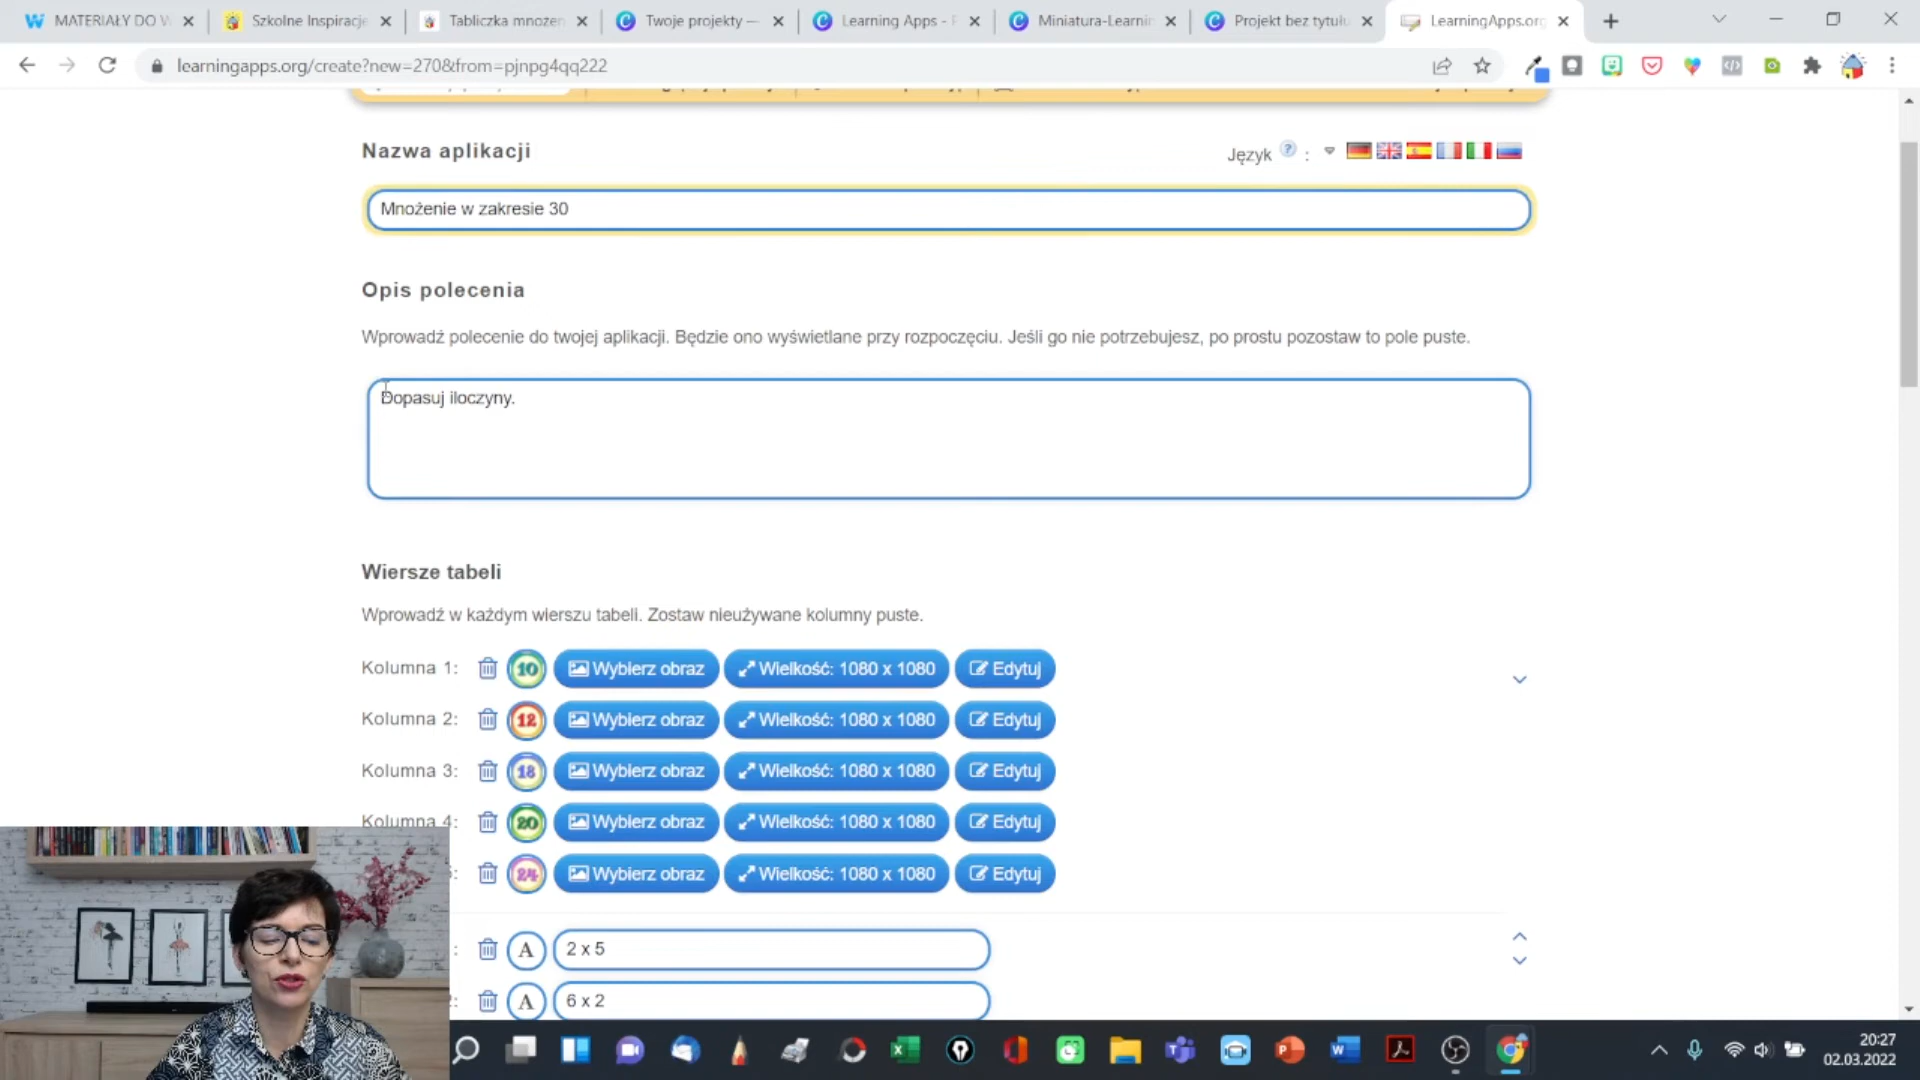 MATERIAŁY DO W
Szkolne Inspiracje
Tabliczka mnożen
Twoje projekty —
Learning Apps -
Miniatura-Learnin
Projekt bez tytułu
LearningApps.org
learningapps.org/create?new=270&from=pjnpg4qq222
Nazwa aplikacji
Język ? :
Mnożenie w zakresie 30
Opis polecenia
Wprowadź polecenie do twojej aplikacji. Będzie ono wyświetlane przy rozpoczęciu. Jeśli go nie potrzebujesz, po prostu pozostaw to pole puste.
Dopasuj iloczyny.
Wiersze tabeli
Wprowadź w każdym wierszu tabeli. Zostaw nieużywane kolumny puste.
Kolumna 1: 10 Wybierz obraz Wielkość: 1080 x 1080 Edytuj
Kolumna 2: 12 Wybierz obraz Wielkość: 1080 x 1080 Edytuj
Kolumna 3: 18 Wybierz obraz Wielkość: 1080 x 1080 Edytuj
Kolumna 4: 20 Wybierz obraz Wielkość: 1080 x 1080 Edytuj
24 Wybierz obraz Wielkość: 1080 x 1080 Edytuj
A 2 x 5
A 6 x 2
20:27
02.03.2022